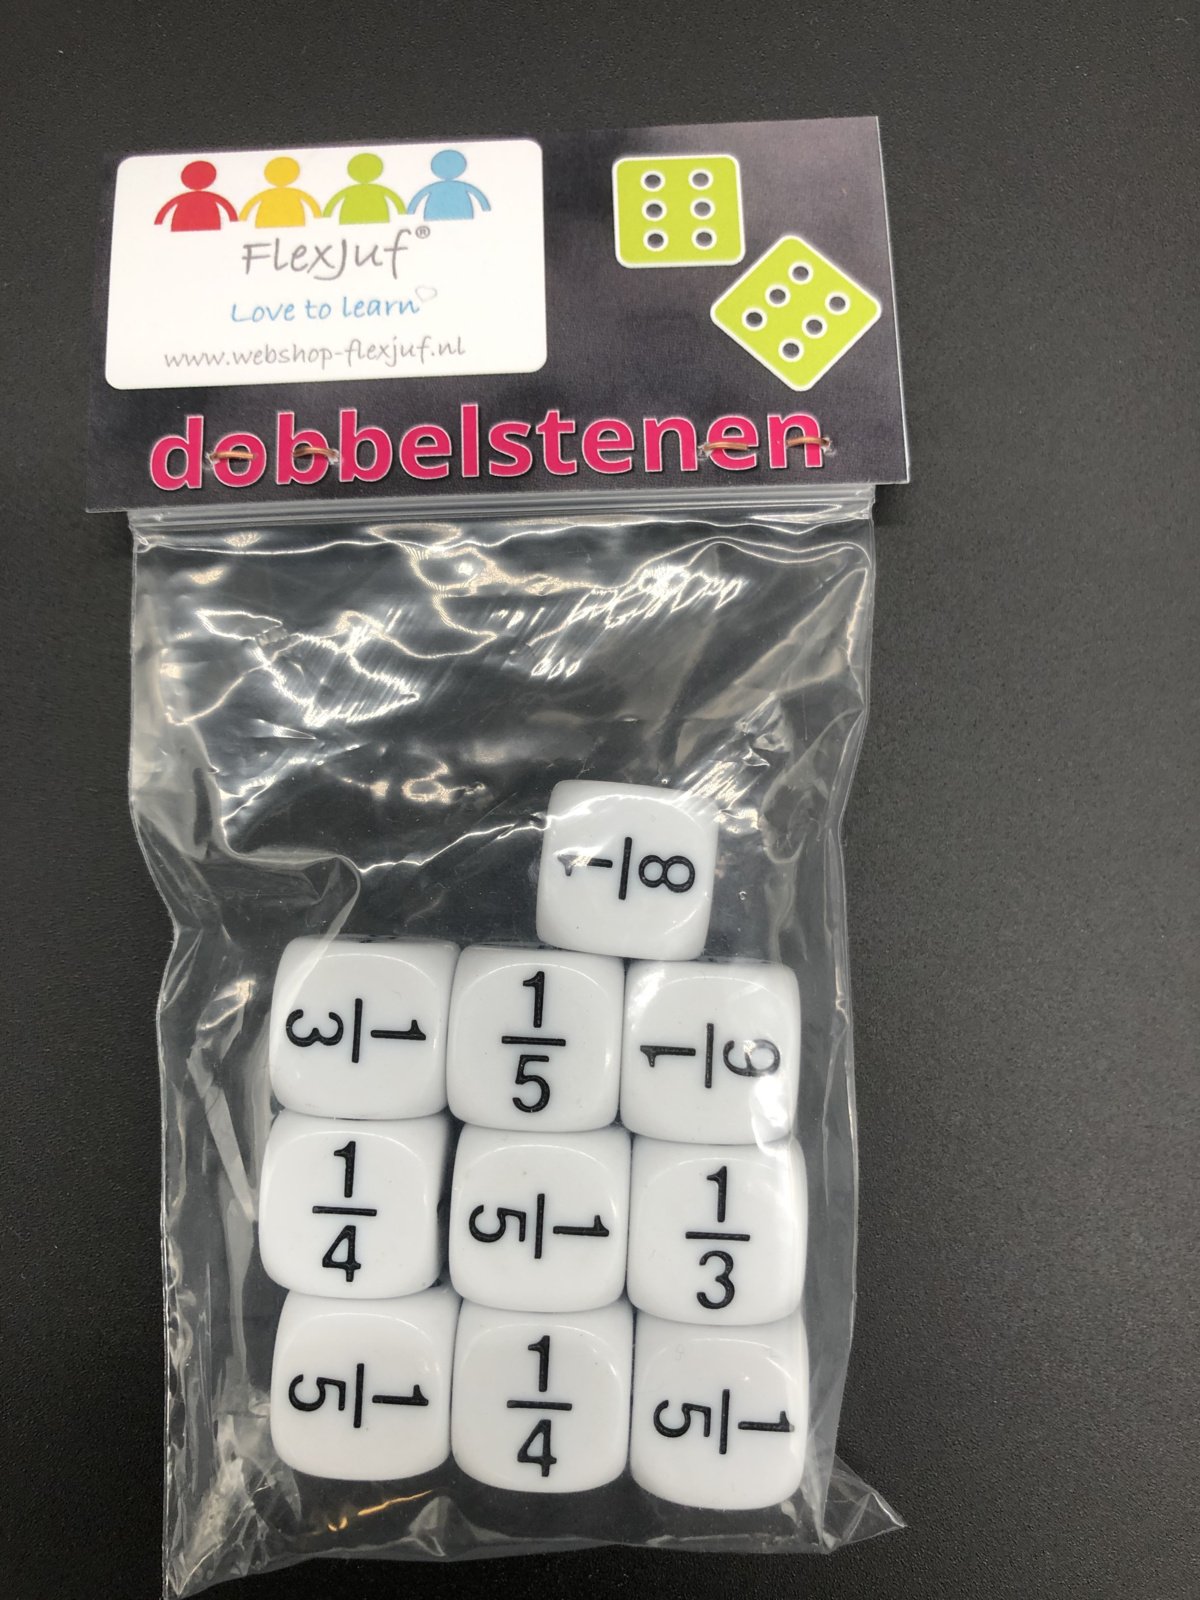 FlexJuf®
Love to learn
www.webshop-flexjuf.nl
dobbelstenen
1/8
1/3 1/5 1/6
1/4 1/5 1/3
1/5 1/4 1/5